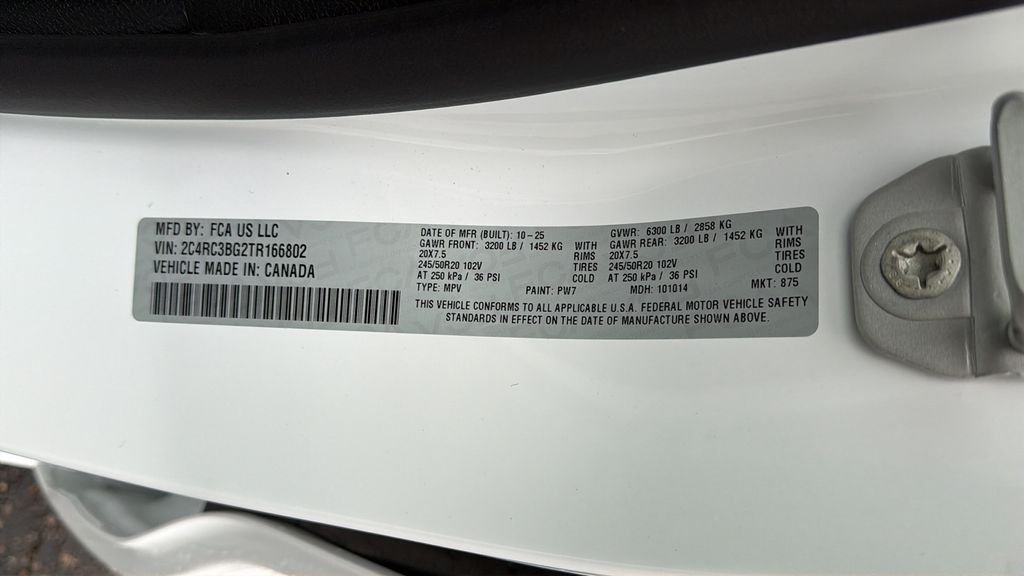 MFD BY: FCA US LLC
VIN: 2C4RC3BG2TR166802
VEHICLE MADE IN: CANADA
DATE OF MFR (BUILT): 10-25
GAWR FRONT: 3200 LB / 1452 KG WITH
20X7.5 RIMS
245/50R20 102V TIRES
AT 250 kPa / 36 PSI COLD
TYPE: MPV PAINT: PW7
GVWR: 6300 LB / 2858 KG
GAWR REAR: 3200 LB / 1452 KG WITH
20X7.5 RIMS
245/50R20 102V TIRES
AT 250 kPa / 36 PSI COLD
MDH: 101014 MKT: 875
THIS VEHICLE CONFORMS TO ALL APPLICABLE U.S.A. FEDERAL MOTOR VEHICLE SAFETY
STANDARDS IN EFFECT ON THE DATE OF MANUFACTURE SHOWN ABOVE.